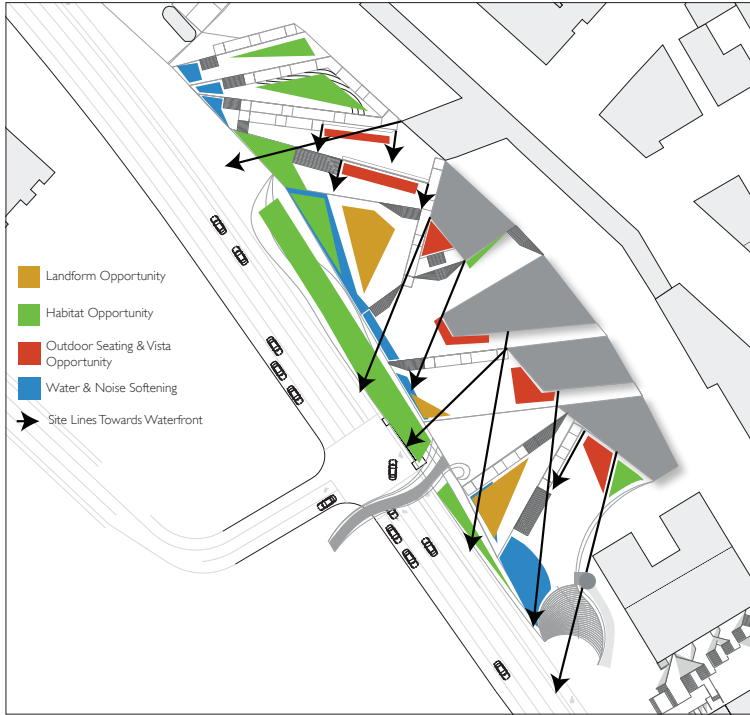 Landform Opportunity
Habitat Opportunity
Outdoor Seating & Vista
Opportunity
Water & Noise Softening
Site Lines Towards Waterfront